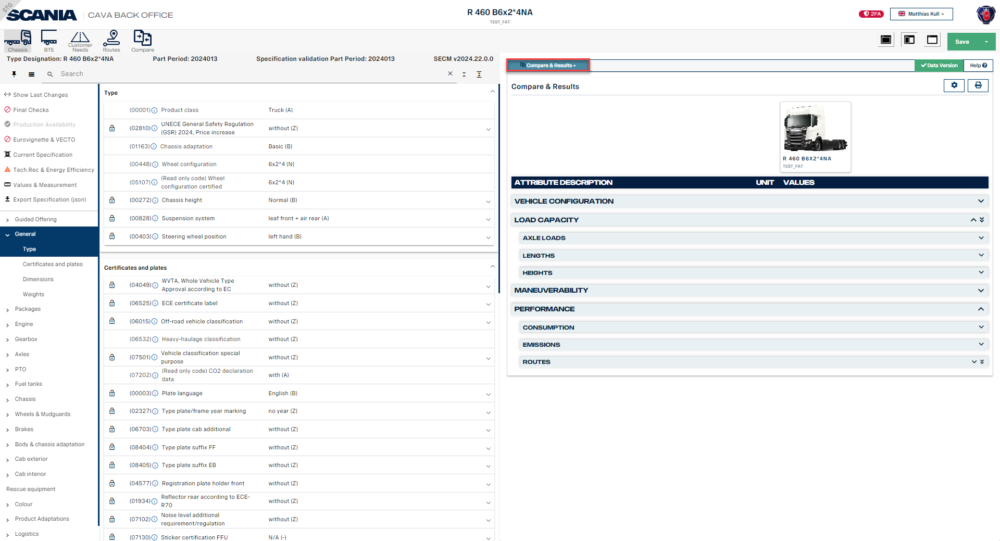 STG
SCANIA
CAVA BACK OFFICE
R 460 B6x2*4NA
TEST_FAT
2FA
Matthias Kull
Chassis
BTE
Customer
Needs
Routes
Compare
Save
Type Designation: R 460 B6x2*4NA
Part Period: 2024013
Specification validation Part Period: 2024013
SECM v2024.22.0.0
Search
Show Last Changes
Final Checks
Production Availability
Eurovignette & VECTO
Current Specification
Tech.Rec & Energy Efficiency
Values & Measurement
Export Specification (json)
Guided Offering
General
Type
Certificates and plates
Dimensions
Weights
Packages
Engine
Gearbox
Axles
PTO
Fuel tanks
Chassis
Wheels & Mudguards
Brakes
Body & chassis adaptation
Cab exterior
Cab interior
Rescue equipment
Colour
Product Adaptations
Logistics
Type
(00001) Product class Truck (A)
(02810) UNECE General Safety Regulation
(GSR) 2024, Price increase without (Z)
(01163) Chassis adaptation Basic (B)
(00448) Wheel configuration 6x2*4 (N)
(05107) (Read only code) Wheel
configuration certified 6x2*4 (N)
(00272) Chassis height Normal (B)
(00828) Suspension system leaf front + air rear (A)
(00403) Steering wheel position left hand (B)
Certificates and plates
(04049) WVTA, Whole Vehicle Type
Approval according to EC without (Z)
(06525) ECE certificate label without (Z)
(06015) Off-road vehicle classification without (Z)
(06532) Heavy-haulage classification without (Z)
(07501) Vehicle classification special
purpose without (Z)
(07202) (Read only code) CO2 declaration
data with (A)
(00003) Plate language English (B)
(02327) Type plate/frame year marking no year (Z)
(06703) Type plate cab additional without (Z)
(08404) Type plate suffix FF without (Z)
(08405) Type plate suffix EB without (Z)
(04577) Registration plate holder front without (Z)
(01934) Reflector rear according to ECE-
R70 without (Z)
(07102) Noise level additional
requirement/regulation without (Z)
(07130) Sticker certification FFU N/A (-)
Compare & Results
Data Version
Help
Compare & Results
SCANIA
R 460 B6X2*4NA
TEST_FAT
ATTRIBUTE DESCRIPTION UNIT VALUES
VEHICLE CONFIGURATION
LOAD CAPACITY
AXLE LOADS
LENGTHS
HEIGHTS
MANEUVERABILITY
PERFORMANCE
CONSUMPTION
EMISSIONS
ROUTES